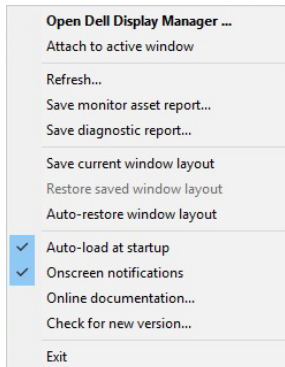 Open Dell Display Manager ...
Attach to active window
Refresh...
Save monitor asset report...
Save diagnostic report...
Save current window layout
Restore saved window layout
Auto-restore window layout
Auto-load at startup
Onscreen notifications
Online documentation...
Check for new version...
Exit